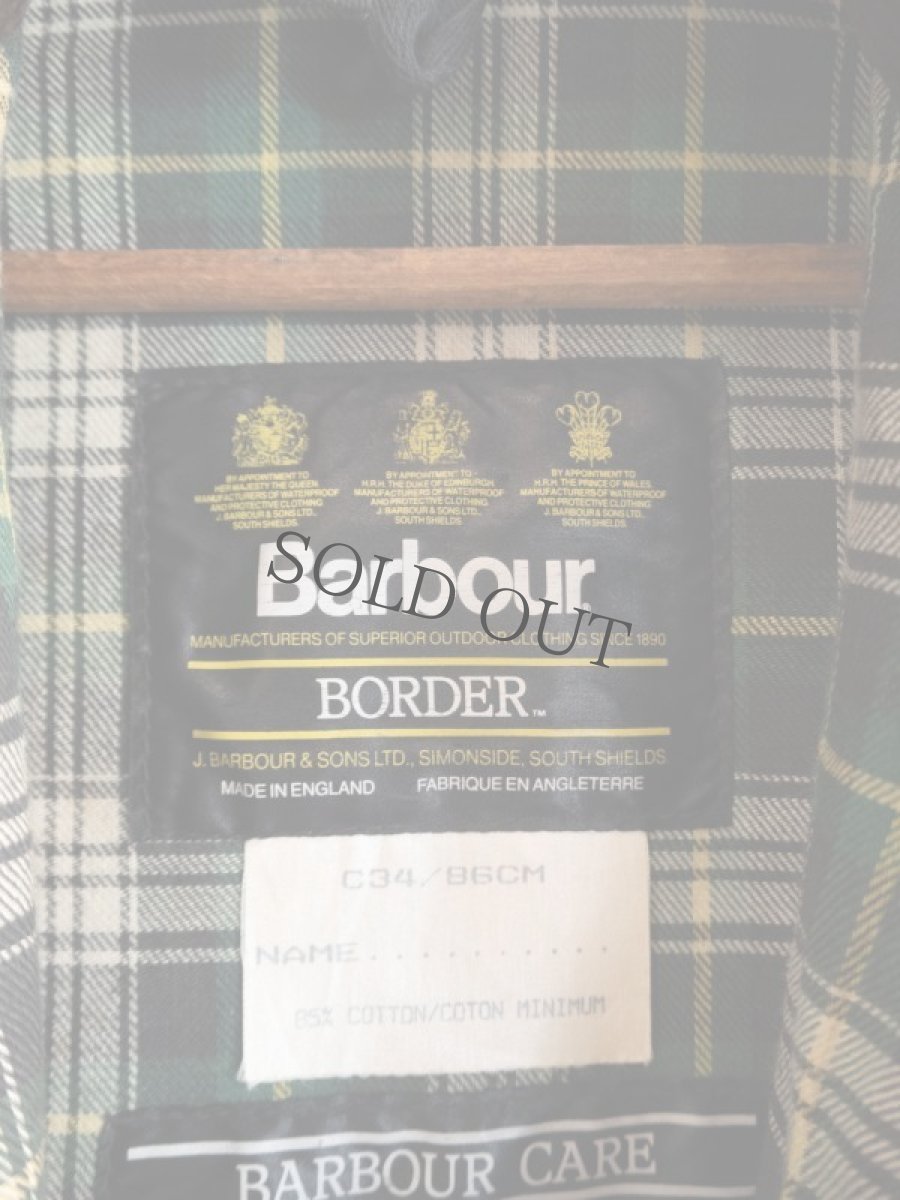 BY APPOINTMENT TO
HER MAJESTY THE QUEEN
MANUFACTURERS OF WATERPROOF
AND PROTECTIVE CLOTHING
J. BARBOUR & SONS LTD.,
SOUTH SHIELDS.
BY APPOINTMENT TO
H.R.H. THE DUKE OF EDINBURGH
MANUFACTURERS OF WATERPROOF
AND PROTECTIVE CLOTHING
J. BARBOUR & SONS LTD.,
SOUTH SHIELDS.
BY APPOINTMENT TO
H.R.H. THE PRINCE OF WALES
MANUFACTURERS OF WATERPROOF
AND PROTECTIVE CLOTHING
J. BARBOUR & SONS LTD.,
SOUTH SHIELDS.
Barbour
SOLD OUT
MANUFACTURERS OF SUPERIOR OUTDOOR CLOTHING SINCE 1890
BORDER™
J. BARBOUR & SONS LTD., SIMONSIDE, SOUTH SHIELDS
MADE IN ENGLAND FABRIQUE EN ANGLETERRE
C34/86CM
NAME..........
85% COTTON/COTON MINIMUM
BARBOUR CARE